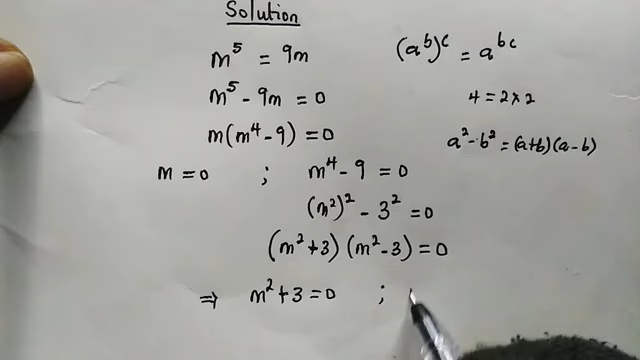 Solution
m⁵ = 9m
(a^b)^c = a^bc
m⁵ - 9m = 0
4 = 2 × 2
m(m⁴ - 9) = 0
a² - b² = (a+b)(a-b)
m = 0 ; m⁴ - 9 = 0
(m²)² - 3² = 0
(m² + 3)(m² - 3) = 0
⇒ m² + 3 = 0 ;